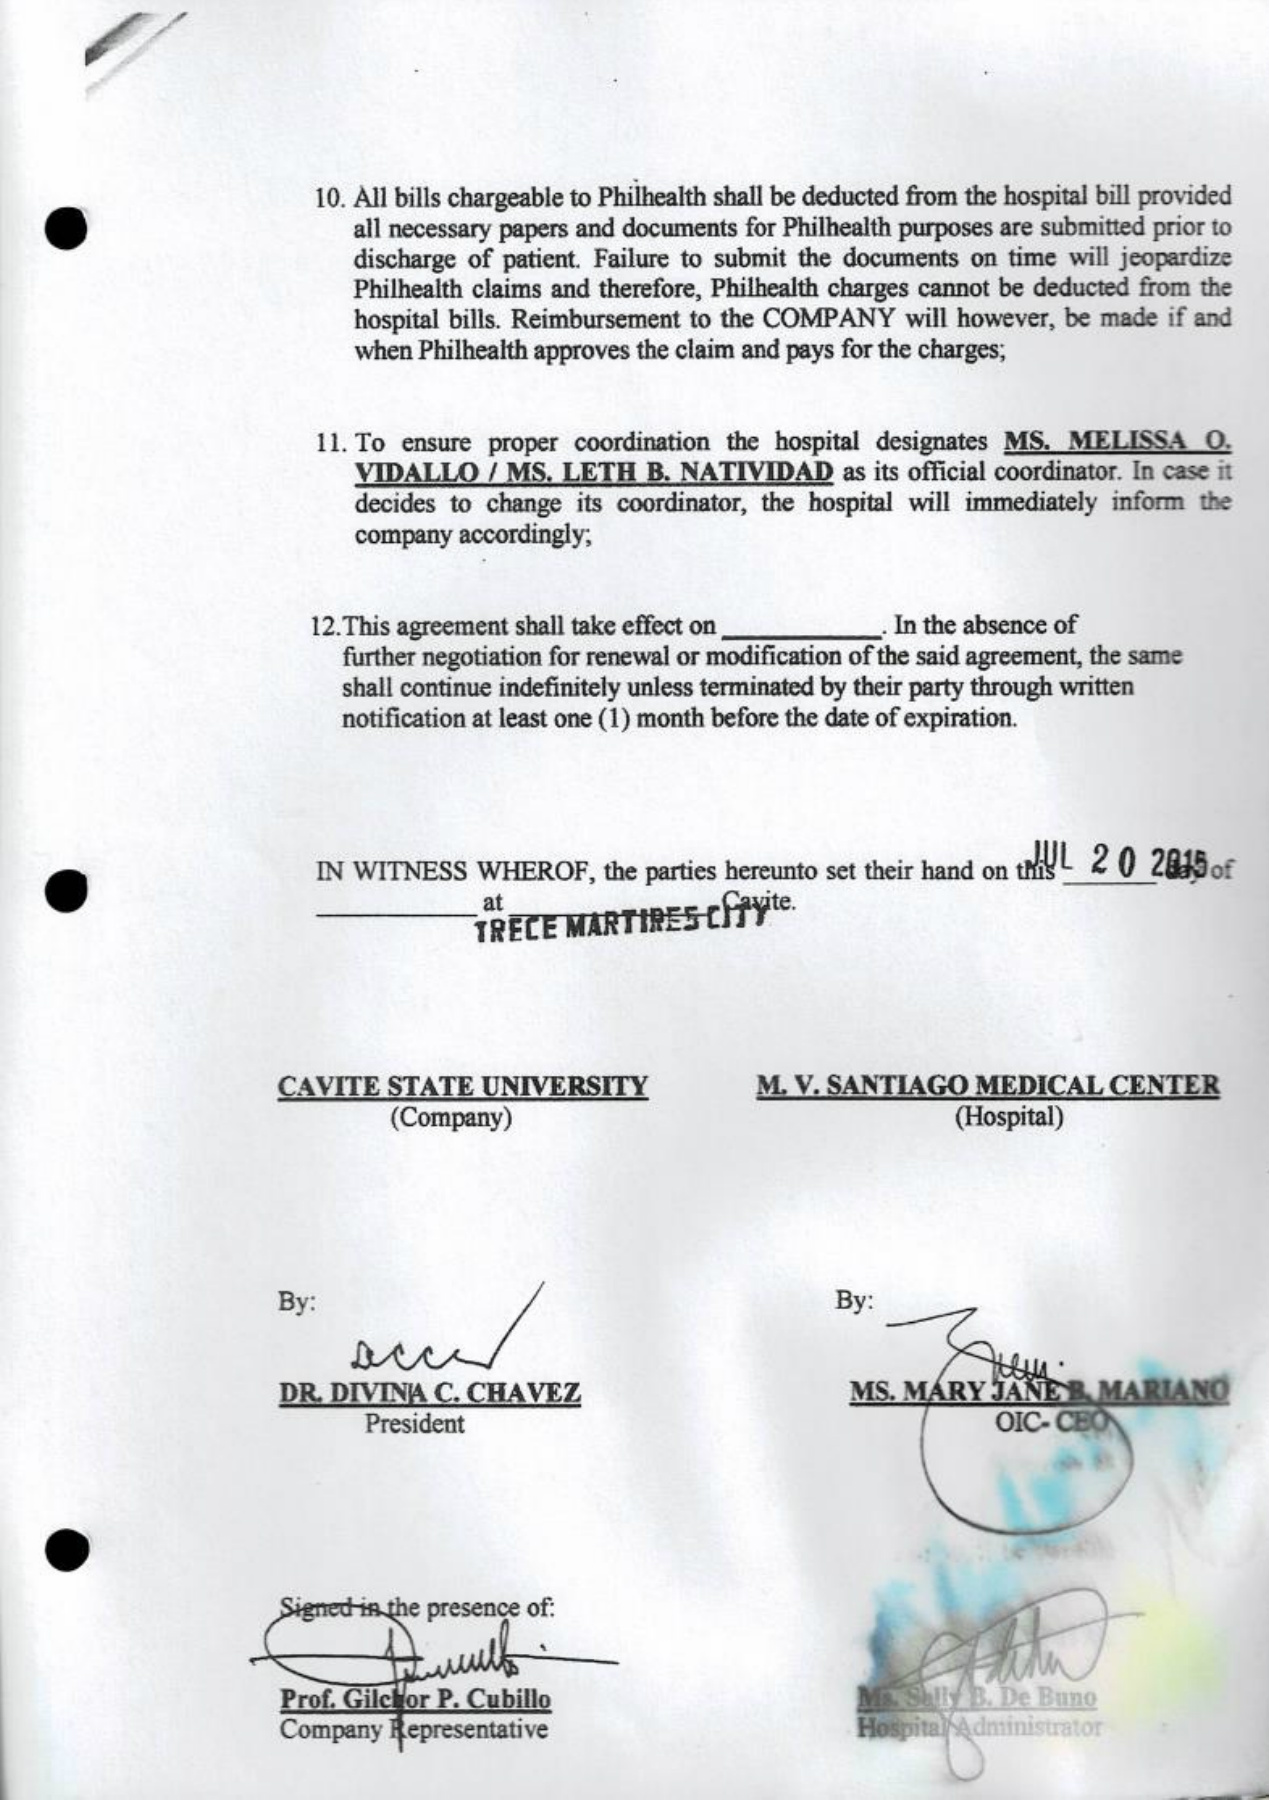 10. All bills chargeable to Philhealth shall be deducted from the hospital bill provided
all necessary papers and documents for Philhealth purposes are submitted prior to
discharge of patient. Failure to submit the documents on time will jeopardize
Philhealth claims and therefore, Philhealth charges cannot be deducted from the
hospital bills. Reimbursement to the COMPANY will however, be made if and
when Philhealth approves the claim and pays for the charges;
11. To ensure proper coordination the hospital designates MS. MELISSA O.
VIDALLO / MS. LETH B. NATIVIDAD as its official coordinator. In case it
decides to change its coordinator, the hospital will immediately inform the
company accordingly;
12.This agreement shall take effect on ____________. In the absence of
further negotiation for renewal or modification of the said agreement, the same
shall continue indefinitely unless terminated by their party through written
notification at least one (1) month before the date of expiration.
IN WITNESS WHEROF, the parties hereunto set their hand on this JUL 20 2015 day of
____________ at TRECE MARTIRES CITY Cavite.
CAVITE STATE UNIVERSITY M. V. SANTIAGO MEDICAL CENTER
(Company) (Hospital)
By: By:
DR. DIVINIA C. CHAVEZ MS. MARY JANE B. MARIANO
President OIC- CEO
Signed in the presence of:
Prof. Gilchor P. Cubillo Ms. Sally B. De Buno
Company Representative Hospital Administrator